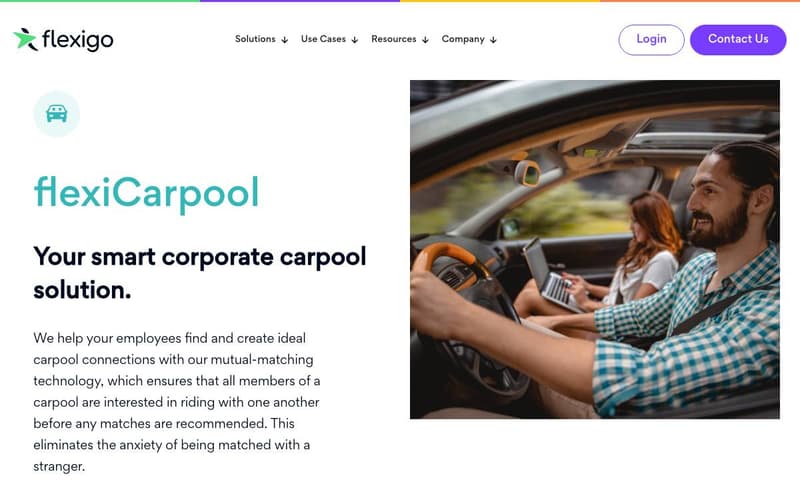 flexigo
Solutions
Use Cases
Resources
Company
Login
Contact Us
flexiCarpool
Your smart corporate carpool
solution.
We help your employees find and create ideal
carpool connections with our mutual-matching
technology, which ensures that all members of a
carpool are interested in riding with one another
before any matches are recommended. This
eliminates the anxiety of being matched with a
stranger.